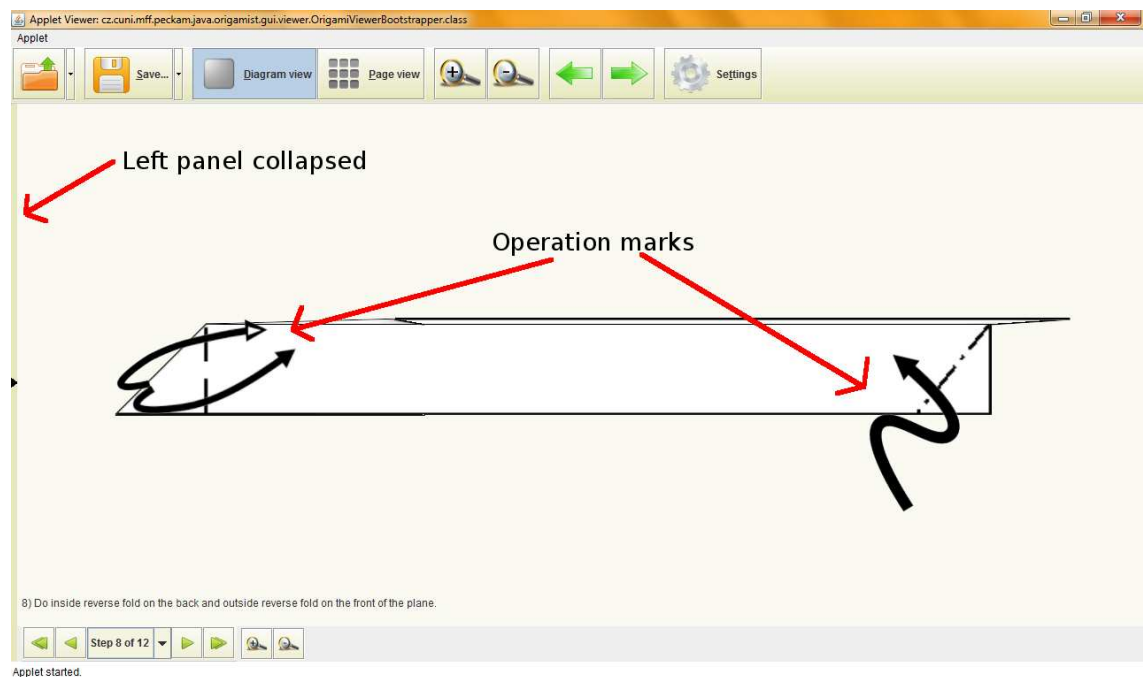 Applet Viewer: cz.cuni.mff.peckam.java.origamist.gui.viewer.OrigamiViewerBootstrapper.class
Applet
Save... Diagram view Page view Settings
Left panel collapsed
Operation marks
8) Do inside reverse fold on the back and outside reverse fold on the front of the plane.
Step 8 of 12
Applet started.